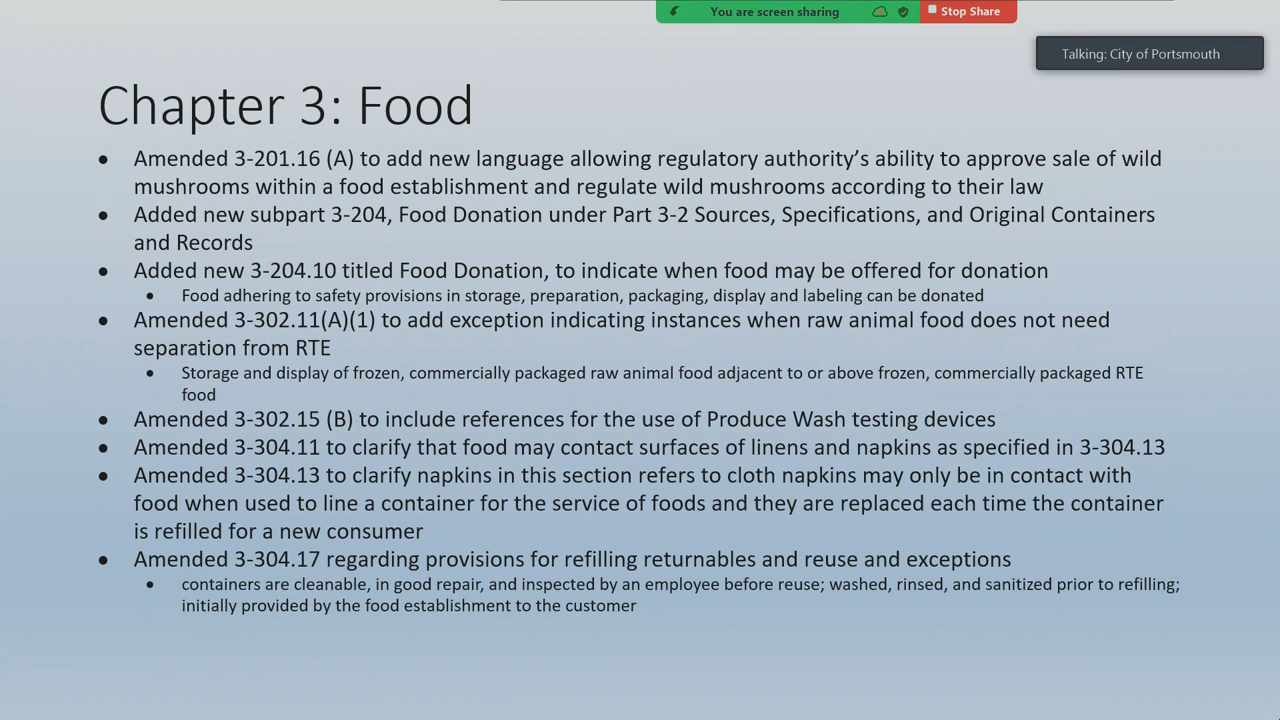 You are screen sharing
Stop Share
Talking: City of Portsmouth
Chapter 3: Food
• Amended 3-201.16 (A) to add new language allowing regulatory authority’s ability to approve sale of wild
mushrooms within a food establishment and regulate wild mushrooms according to their law
• Added new subpart 3-204, Food Donation under Part 3-2 Sources, Specifications, and Original Containers
and Records
• Added new 3-204.10 titled Food Donation, to indicate when food may be offered for donation
• Food adhering to safety provisions in storage, preparation, packaging, display and labeling can be donated
• Amended 3-302.11(A)(1) to add exception indicating instances when raw animal food does not need
separation from RTE
• Storage and display of frozen, commercially packaged raw animal food adjacent to or above frozen, commercially packaged RTE
food
• Amended 3-302.15 (B) to include references for the use of Produce Wash testing devices
• Amended 3-304.11 to clarify that food may contact surfaces of linens and napkins as specified in 3-304.13
• Amended 3-304.13 to clarify napkins in this section refers to cloth napkins may only be in contact with
food when used to line a container for the service of foods and they are replaced each time the container
is refilled for a new consumer
• Amended 3-304.17 regarding provisions for refilling returnables and reuse and exceptions
• containers are cleanable, in good repair, and inspected by an employee before reuse; washed, rinsed, and sanitized prior to refilling;
initially provided by the food establishment to the customer